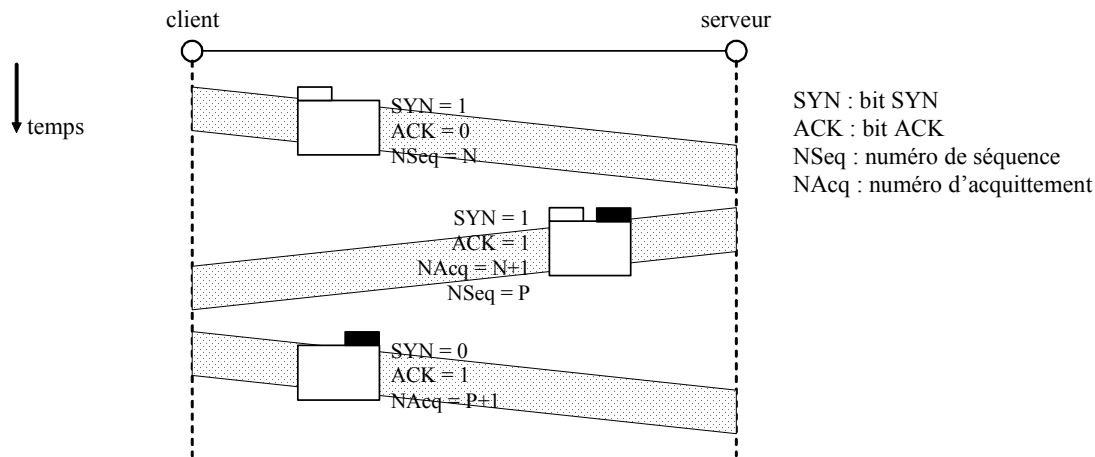 client
serveur
temps
SYN = 1
ACK = 0
NSeq = N
SYN : bit SYN
ACK : bit ACK
NSeq : numéro de séquence
NAcq : numéro d'acquittement
SYN = 1
ACK = 1
NAcq = N+1
NSeq = P
SYN = 0
ACK = 1
NAcq = P+1